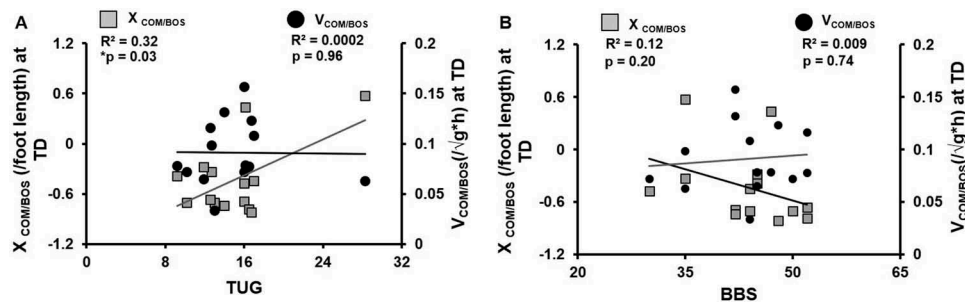 A
X COM/BOS
V COM/BOS
R² = 0.32
*p = 0.03
R² = 0.0002
p = 0.96
X COM/BOS (/foot length) at
TD
1.2
0.6
0
-0.6
-1.2
0.2
0.15
0.1
0.05
0
V COM/BOS(/√g*h) at TD
0
8
16
24
32
TUG
B
X COM/BOS
V COM/BOS
R² = 0.12
p = 0.20
R² = 0.009
p = 0.74
X COM/BOS (/foot length) at
TD
1.2
0.6
0
-0.6
-1.2
0.2
0.15
0.1
0.05
0
V COM/BOS(/√g*h) at TD
20
35
50
65
BBS